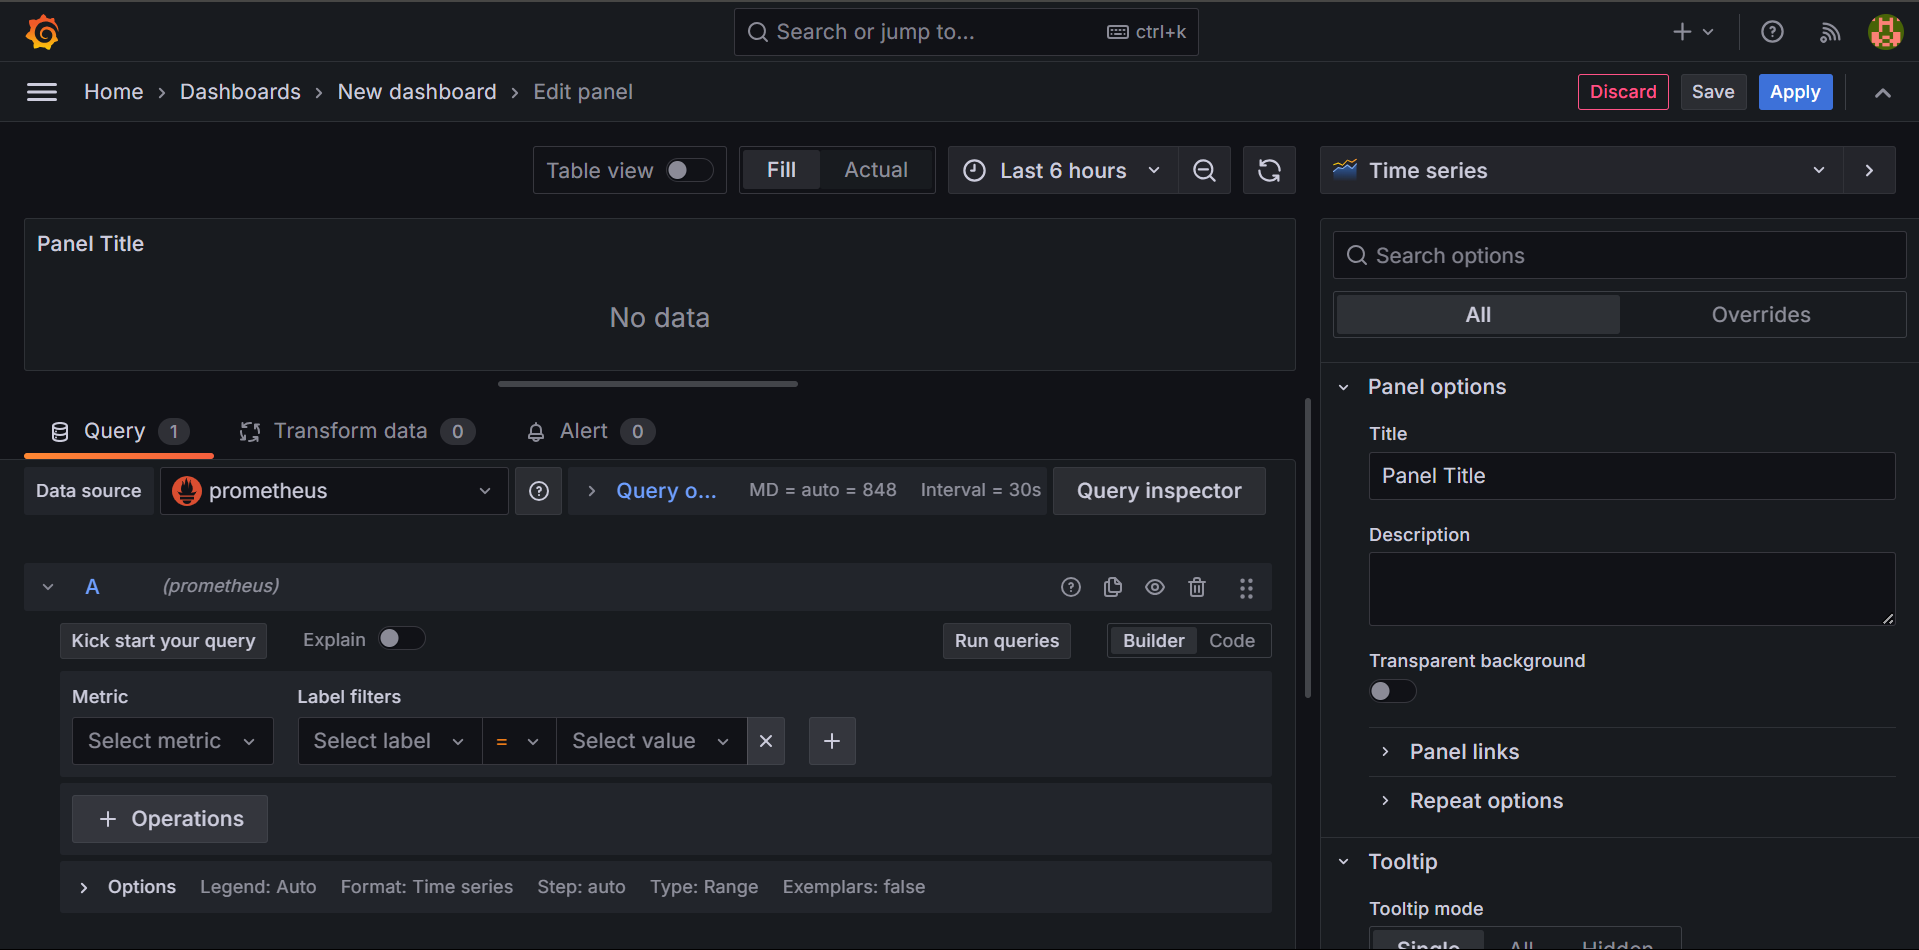 Search or jump to... ctrl+k
Home › Dashboards › New dashboard › Edit panel
Discard Save Apply
Table view Fill Actual Last 6 hours
Time series
Panel Title
No data
Query 1 Transform data 0 Alert 0
Data source prometheus Query o... MD = auto = 848 Interval = 30s Query inspector
A (prometheus)
Kick start your query Explain Run queries Builder Code
Metric Label filters
Select metric Select label = Select value
Operations
Options Legend: Auto Format: Time series Step: auto Type: Range Exemplars: false
Search options
All Overrides
Panel options
Title
Panel Title
Description
Transparent background
Panel links
Repeat options
Tooltip
Tooltip mode
Single All Hidden